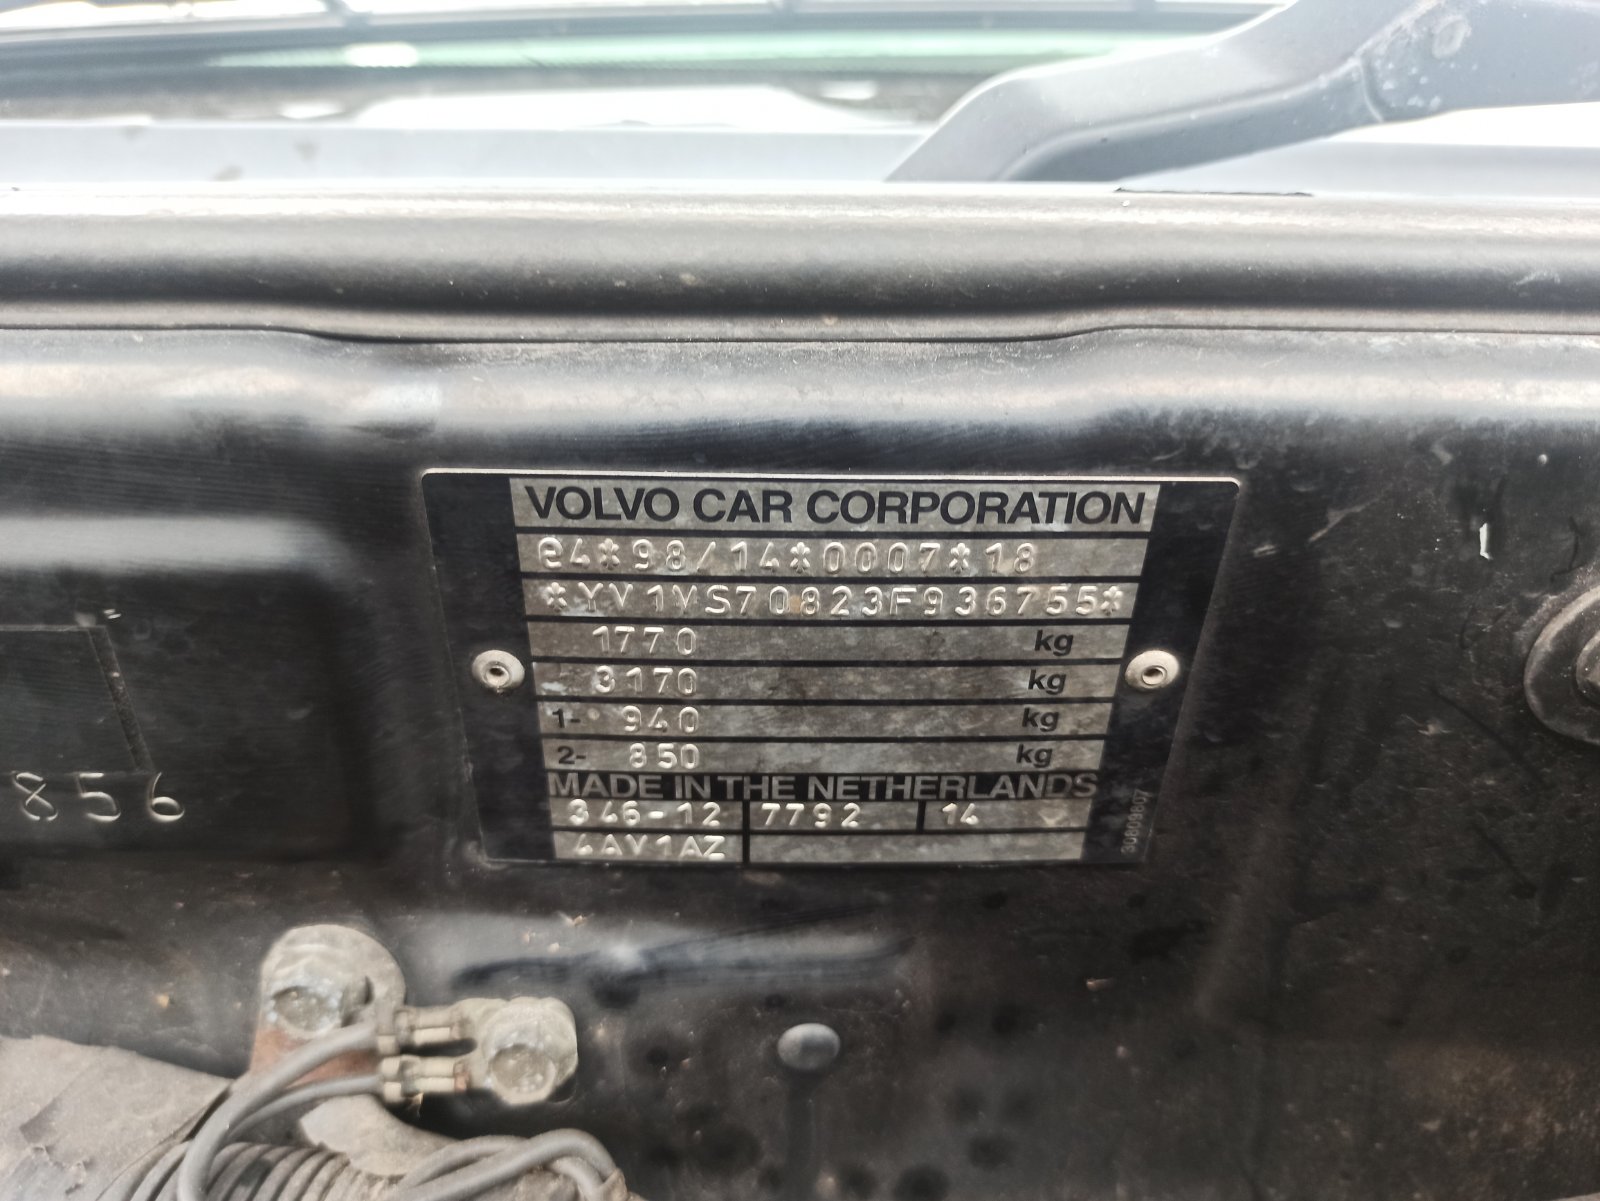 VOLVO CAR CORPORATION
e4*98/14*0007*18
*YV1VS70823F936755*
1770 kg
3170 kg
1- 940 kg
2- 850 kg
MADE IN THE NETHERLANDS
346-12 7792 14
4AV1AZ
30809807
856